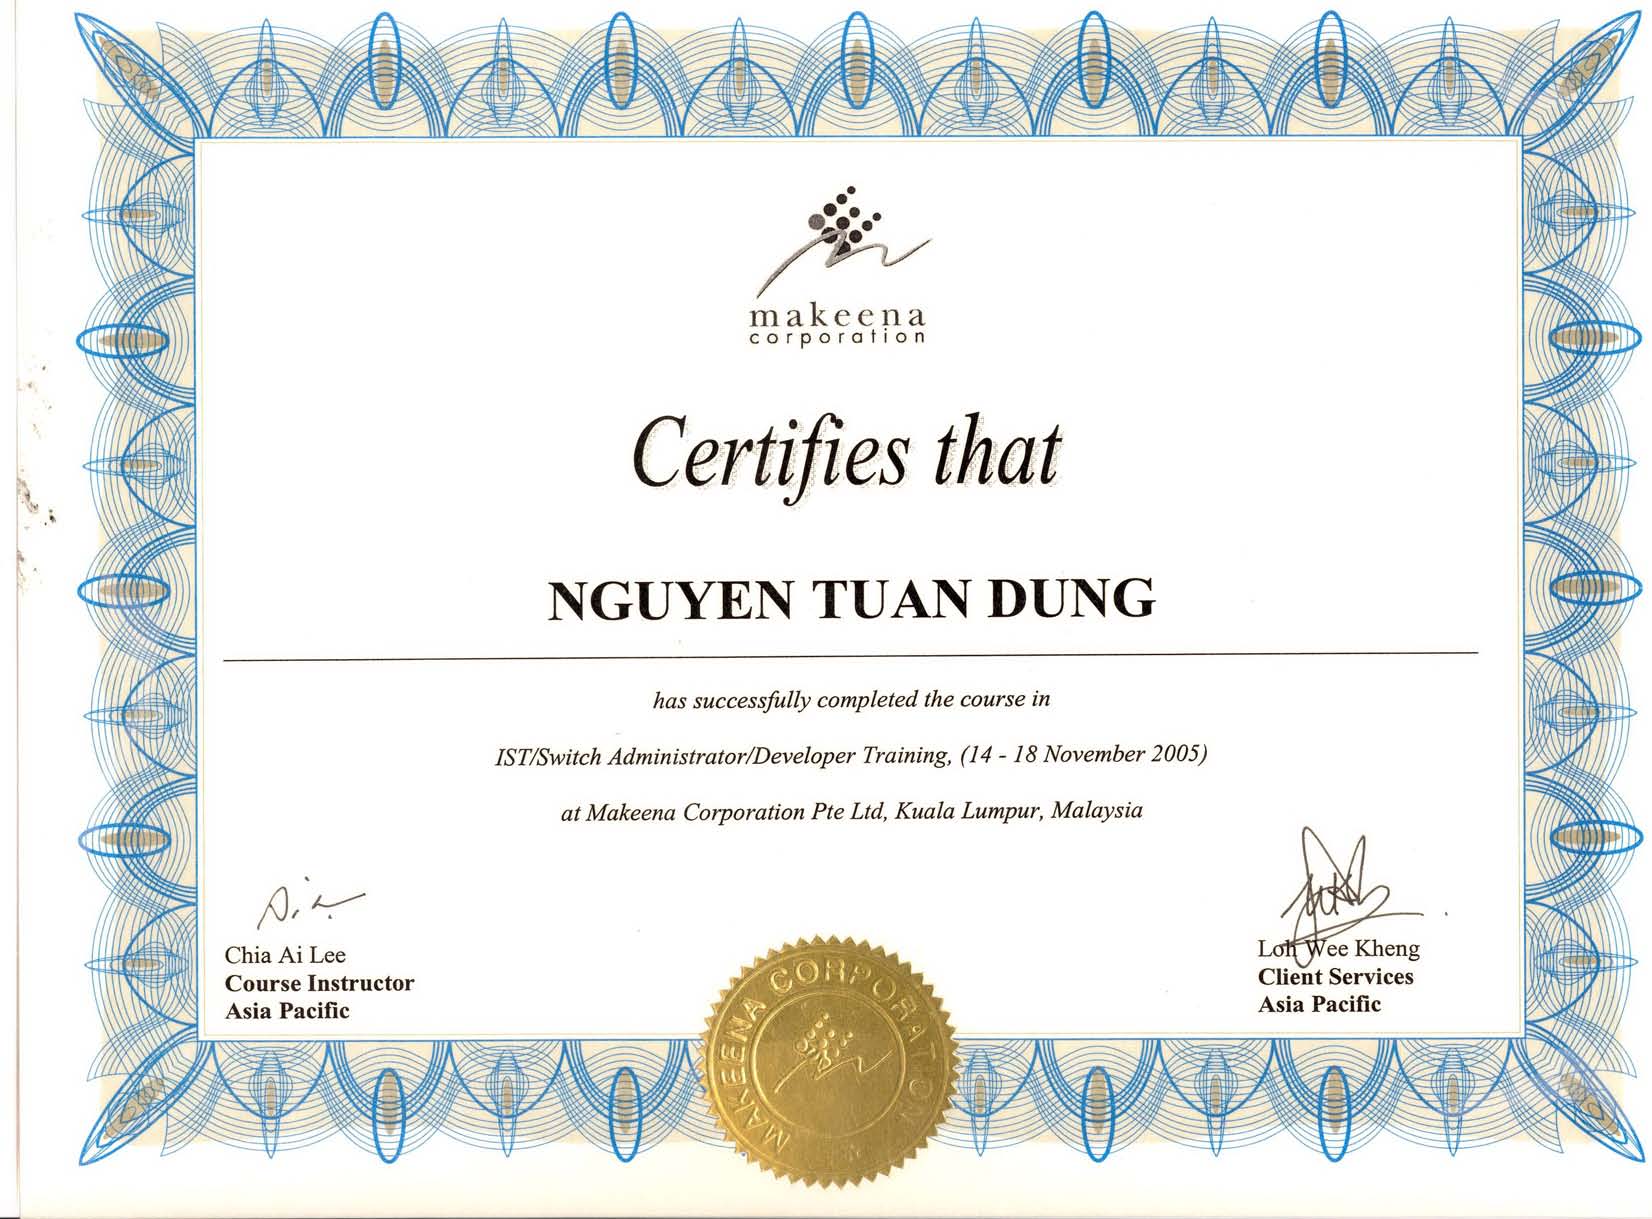 makeena
corporation
Certifies that
NGUYEN TUAN DUNG
has successfully completed the course in
IST/Switch Administrator/Developer Training, (14 - 18 November 2005)
at Makeena Corporation Pte Ltd, Kuala Lumpur, Malaysia
Chia Ai Lee
Course Instructor
Asia Pacific
Loh Wee Kheng
Client Services
Asia Pacific
MAKEENA CORPORATION